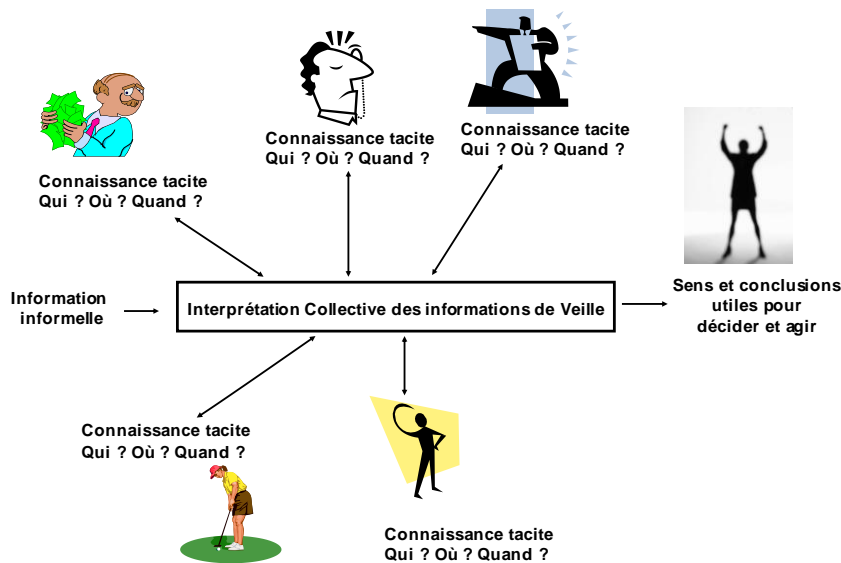 Connaissance tacite
Qui ? Où ? Quand ?
Connaissance tacite
Qui ? Où ? Quand ?
Connaissance tacite
Qui ? Où ? Quand ?
Information
informelle
Interprétation Collective des informations de Veille
Sens et conclusions
utiles pour
décider et agir
Connaissance tacite
Qui ? Où ? Quand ?
Connaissance tacite
Qui ? Où ? Quand ?